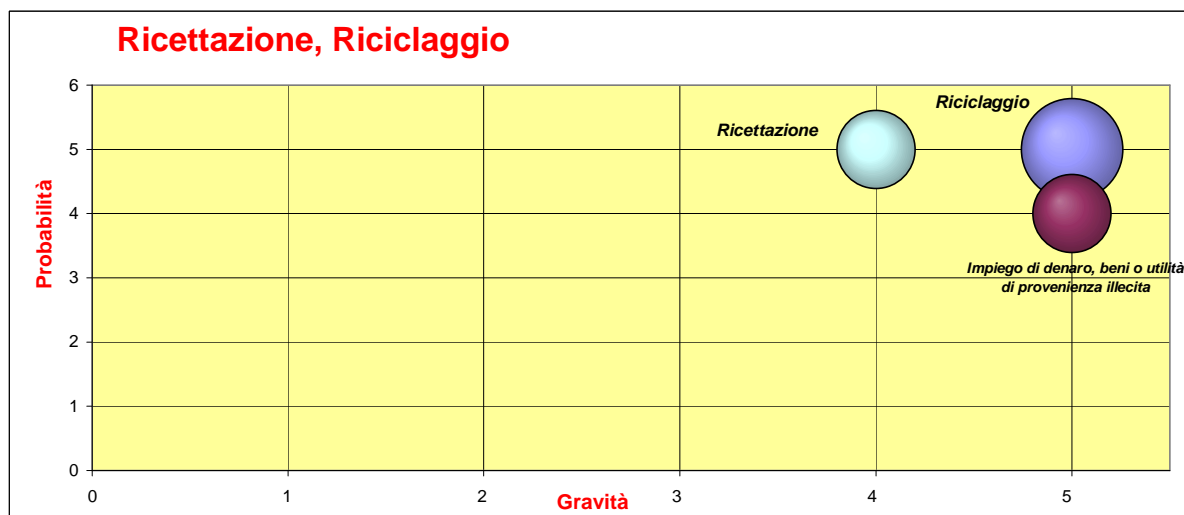 Ricettazione, Riciclaggio
6
5
4
3
2
1
0
Probabilità
Riciclaggio
Ricettazione
Impiego di denaro, beni o utilità
di provenienza illecita
0
1
2
3
4
5
Gravità